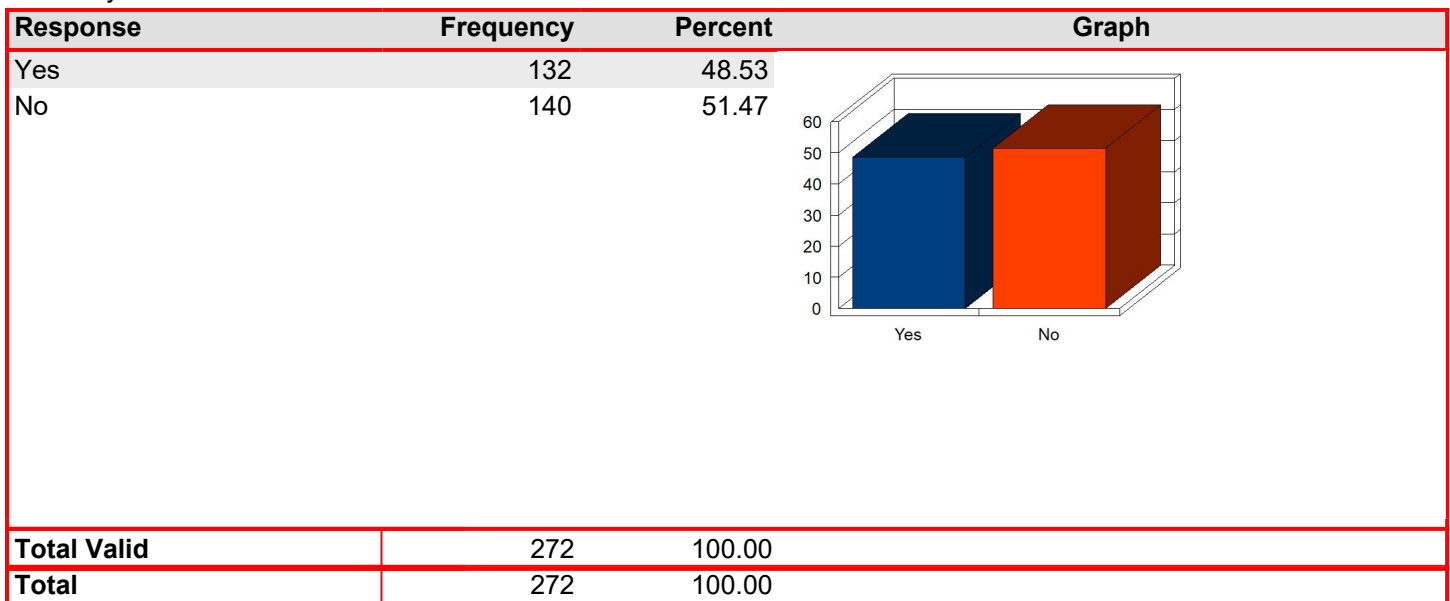 Response Frequency Percent Graph
Yes 132 48.53
No 140 51.47
60
50
40
30
20
10
0
Yes No
Total Valid 272 100.00
Total 272 100.00